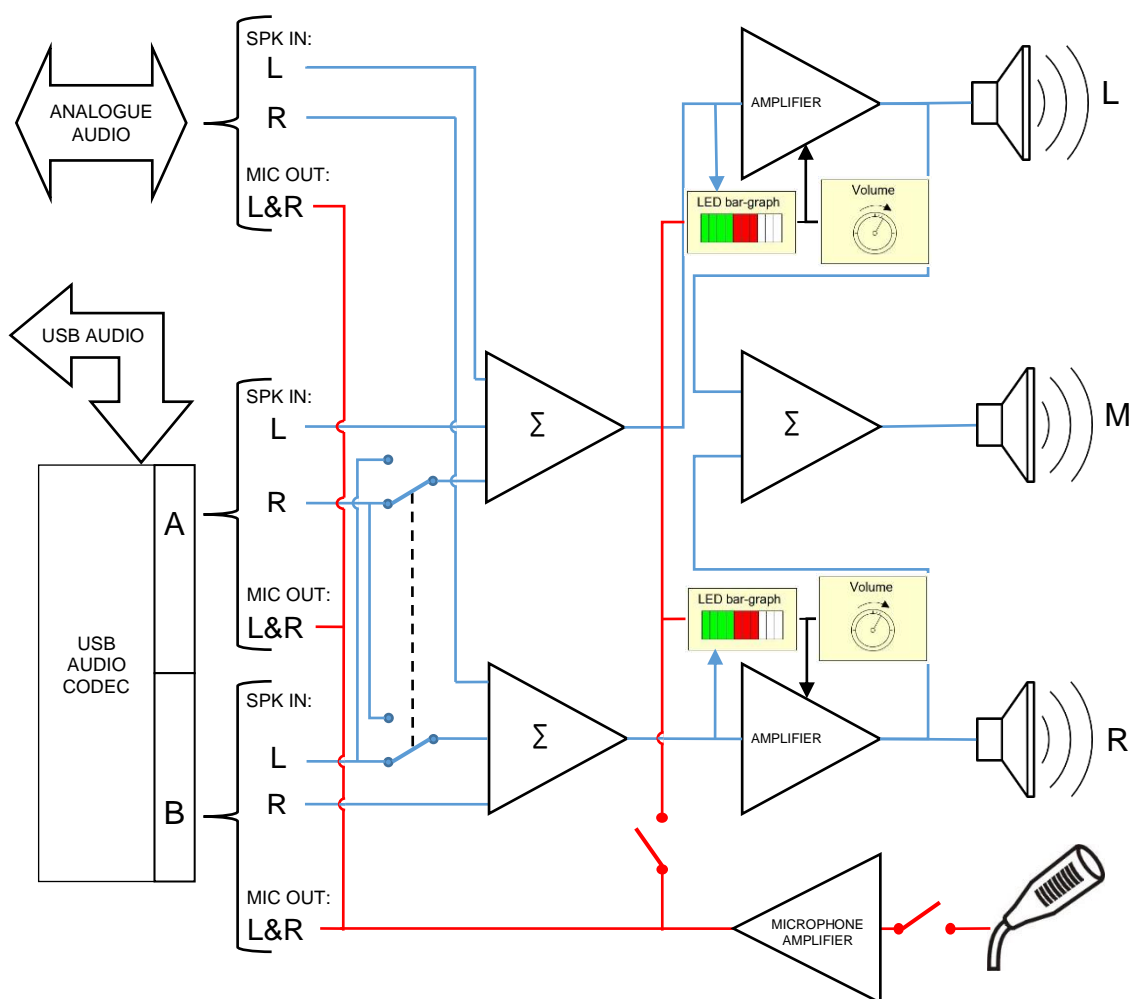 SPK IN:
L
R
MIC OUT:
L&R
ANALOGUE
AUDIO
USB AUDIO
SPK IN:
L
R
MIC OUT:
L&R
A
B
USB
AUDIO
CODEC
SPK IN:
L
R
MIC OUT:
L&R
Σ
Σ
AMPLIFIER
LED bar-graph
Volume
L
Σ
M
LED bar-graph
Volume
AMPLIFIER
R
MICROPHONE
AMPLIFIER